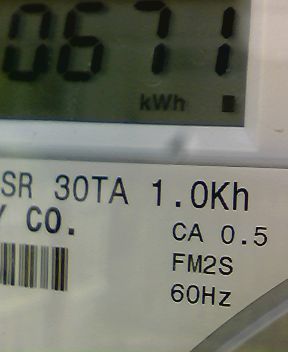 0671
kWh
SR 30TA 1.0Kh
Y CO.
CA 0.5
FM2S
60Hz